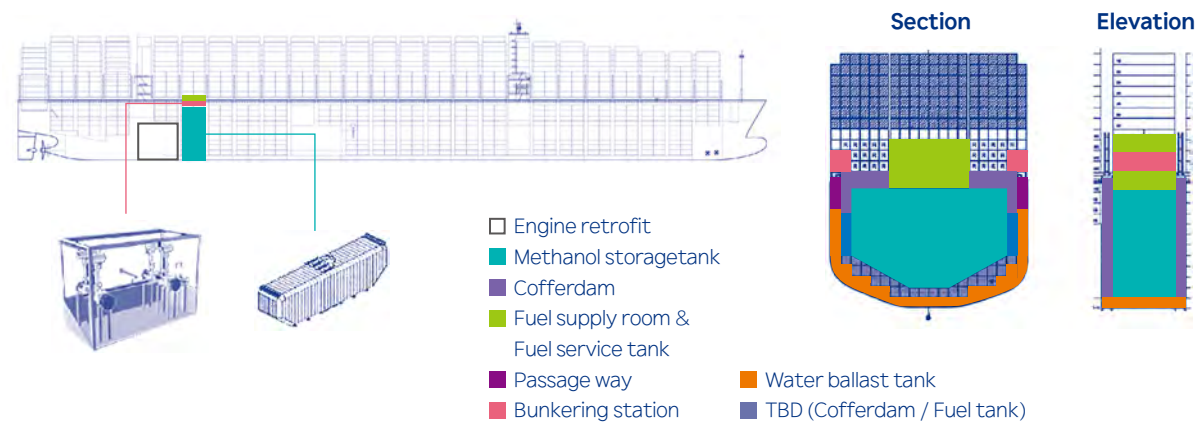 Section
Elevation
Engine retrofit
Methanol storagetank
Cofferdam
Fuel supply room &
Fuel service tank
Passage way
Bunkering station
Water ballast tank
TBD (Cofferdam / Fuel tank)